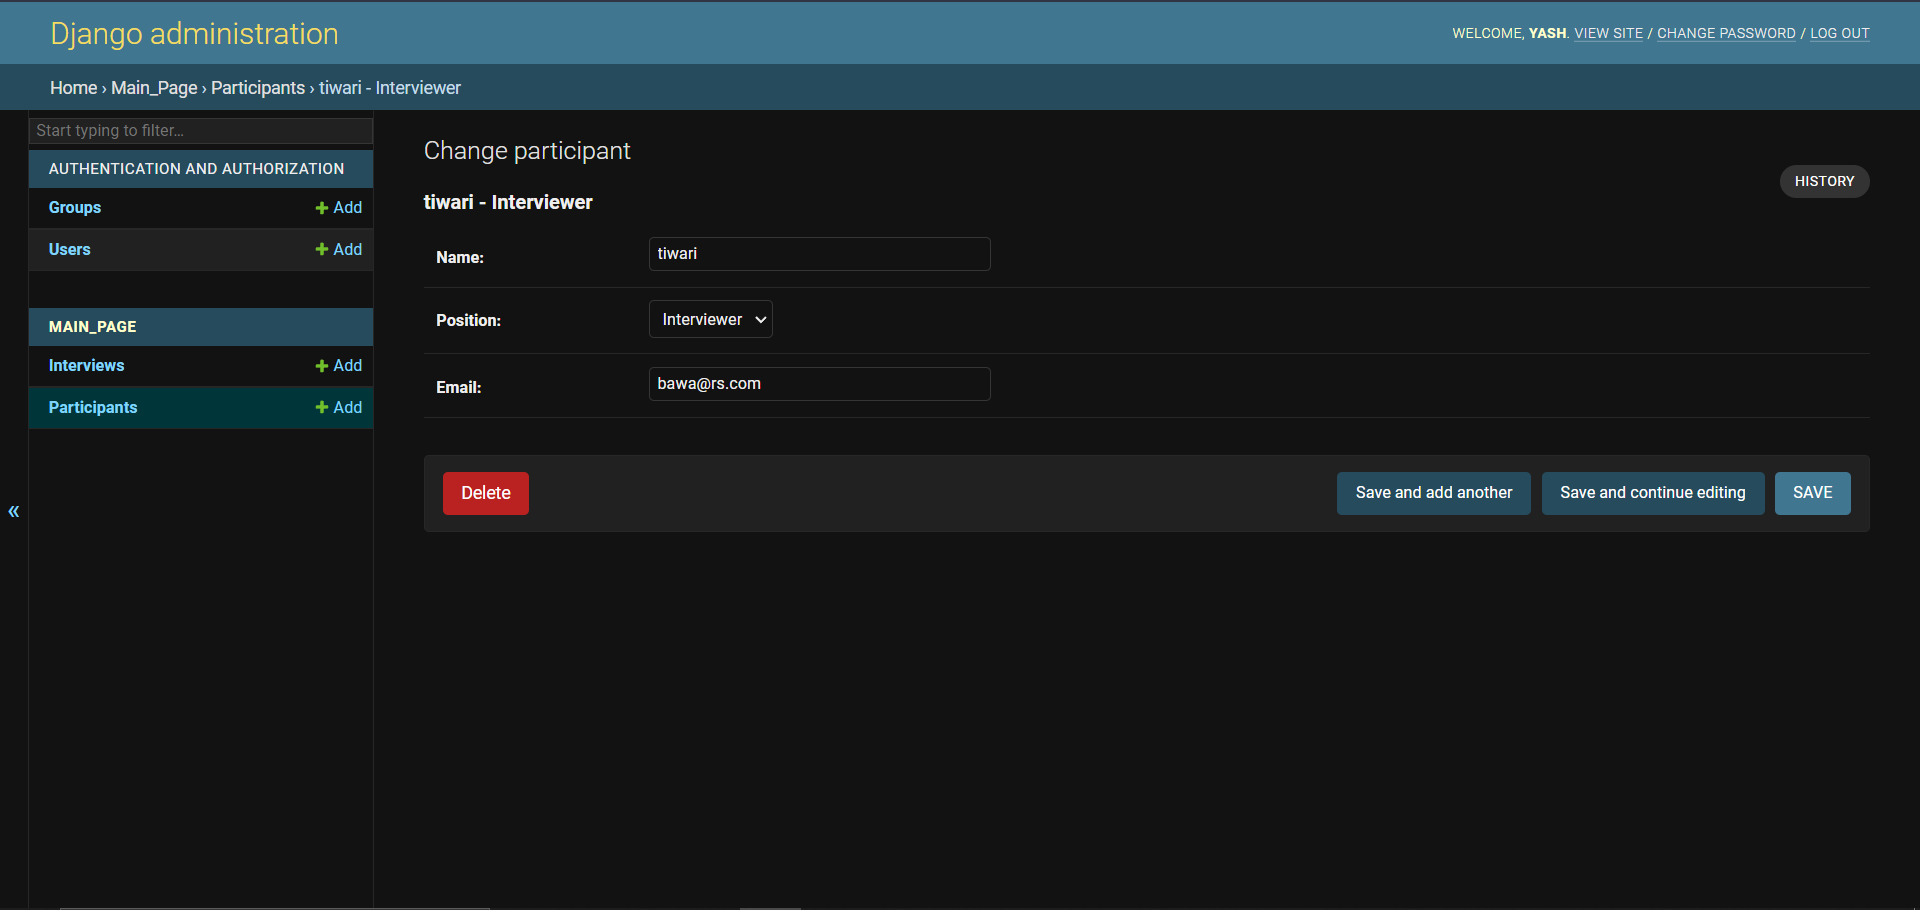 Django administration
WELCOME, YASH. VIEW SITE / CHANGE PASSWORD / LOG OUT
Home › Main_Page › Participants › tiwari - Interviewer
Start typing to filter...
AUTHENTICATION AND AUTHORIZATION
Groups + Add
Users + Add
MAIN_PAGE
Interviews + Add
Participants + Add
«
Change participant
HISTORY
tiwari - Interviewer
Name: tiwari
Position: Interviewer
Email: bawa@rs.com
Delete Save and add another Save and continue editing SAVE